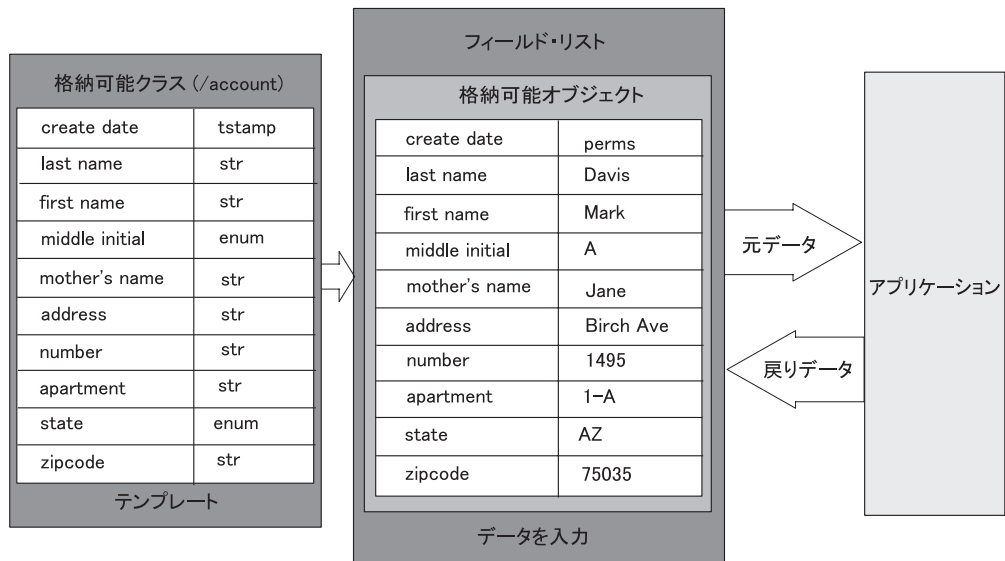 格納可能クラス (/account)
create date tstamp
last name str
first name str
middle initial enum
mother's name str
address str
number str
apartment str
state enum
zipcode str
テンプレート
フィールド・リスト
格納可能オブジェクト
create date perms
last name Davis
first name Mark
middle initial A
mother's name Jane
address Birch Ave
number 1495
apartment 1-A
state AZ
zipcode 75035
データを入力
元データ
戻りデータ
アプリケーション